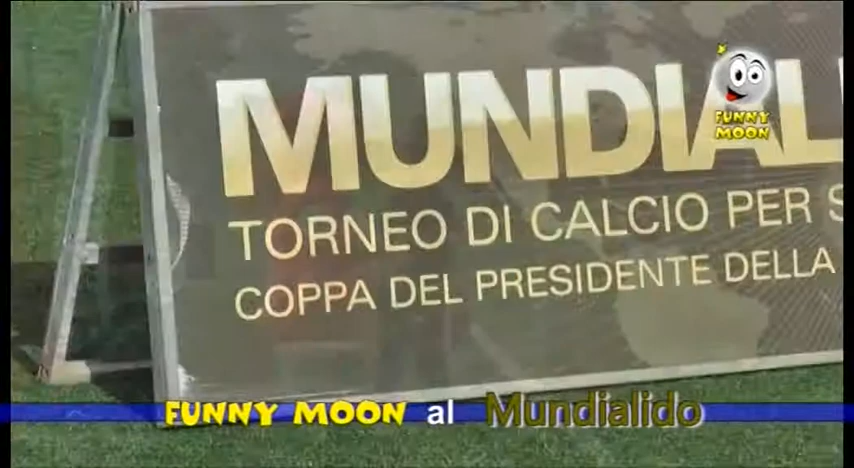 MUNDIAL
TORNEO DI CALCIO PER
COPPA DEL PRESIDENTE DELLA
FUNNY
MOON
FUNNY MOON al Mundialido